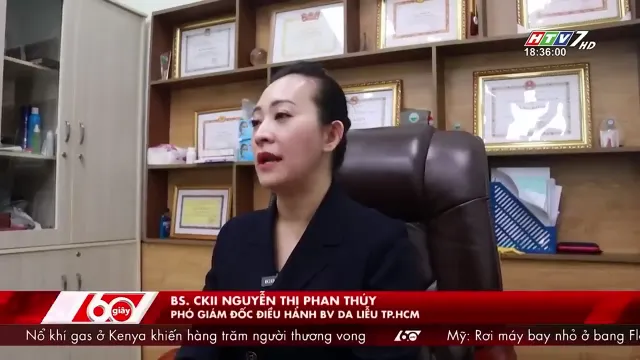 HTV7 HD
18:36:00
60 giây
BS. CKII NGUYỄN THỊ PHAN THÚY
PHÓ GIÁM ĐỐC ĐIỀU HÀNH BV DA LIỄU TP.HCM
Nổ khí gas ở Kenya khiến hàng trăm người thương vong 60 Mỹ: Rơi máy bay nhỏ ở bang F